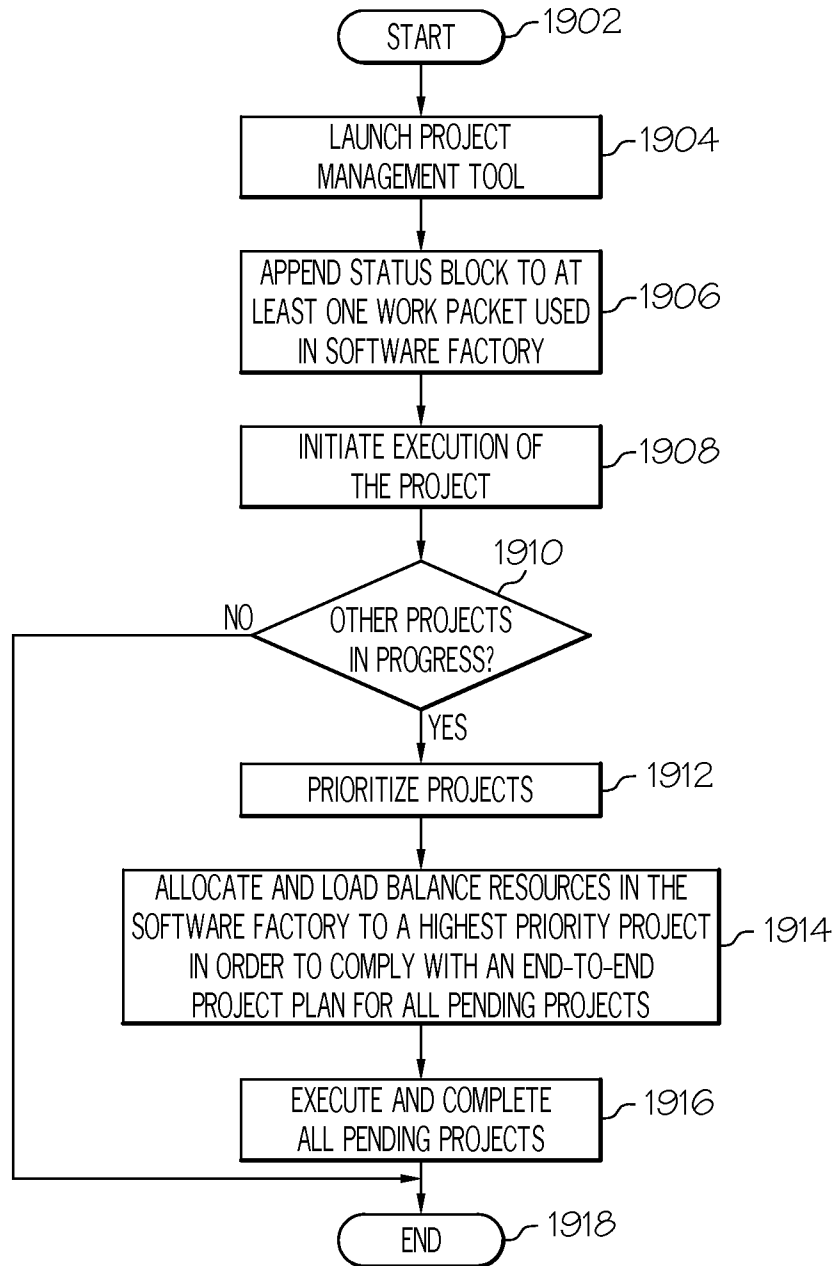 START
1902
LAUNCH PROJECT
MANAGEMENT TOOL
1904
APPEND STATUS BLOCK TO AT
LEAST ONE WORK PACKET USED
IN SOFTWARE FACTORY
1906
INITIATE EXECUTION OF
THE PROJECT
1908
1910
NO
OTHER PROJECTS
IN PROGRESS?
YES
PRIORITIZE PROJECTS
1912
ALLOCATE AND LOAD BALANCE RESOURCES IN THE
SOFTWARE FACTORY TO A HIGHEST PRIORITY PROJECT
IN ORDER TO COMPLY WITH AN END-TO-END
PROJECT PLAN FOR ALL PENDING PROJECTS
1914
EXECUTE AND COMPLETE
ALL PENDING PROJECTS
1916
END
1918